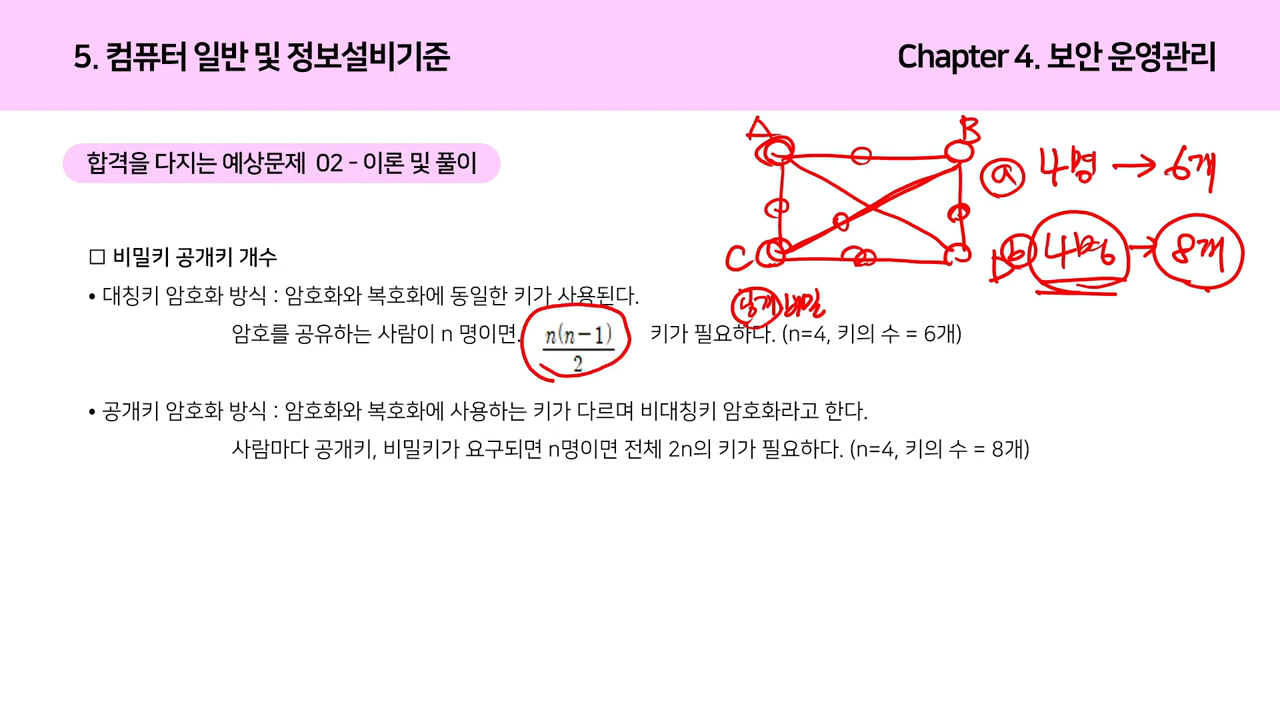 5. 컴퓨터 일반 및 정보설비기준
Chapter 4. 보안 운영관리
합격을 다지는 예상문제 02 - 이론 및 풀이
A
B
ⓐ 4명 → 6개
C
D
ⓑ 4명 → 8개
□ 비밀키 공개키 개수
• 대칭키 암호화 방식 : 암호화와 복호화에 동일한 키가 사용된다.
비밀
암호를 공유하는 사람이 n 명이면. n(n-1)/2 키가 필요하다. (n=4, 키의 수 = 6개)
• 공개키 암호화 방식 : 암호화와 복호화에 사용하는 키가 다르며 비대칭키 암호화라고 한다.
사람마다 공개키, 비밀키가 요구되면 n명이면 전체 2n의 키가 필요하다. (n=4, 키의 수 = 8개)